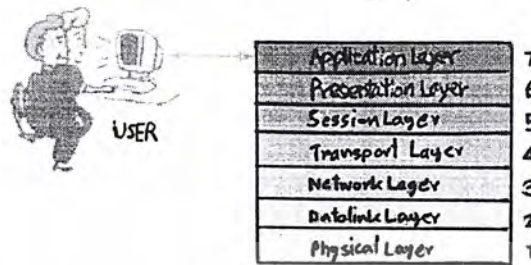 Application Layer 7
Presentation Layer 6
Session Layer 5
USER
Transport Layer 4
Network Layer 3
Datalink Layer 2
Physical Layer 1